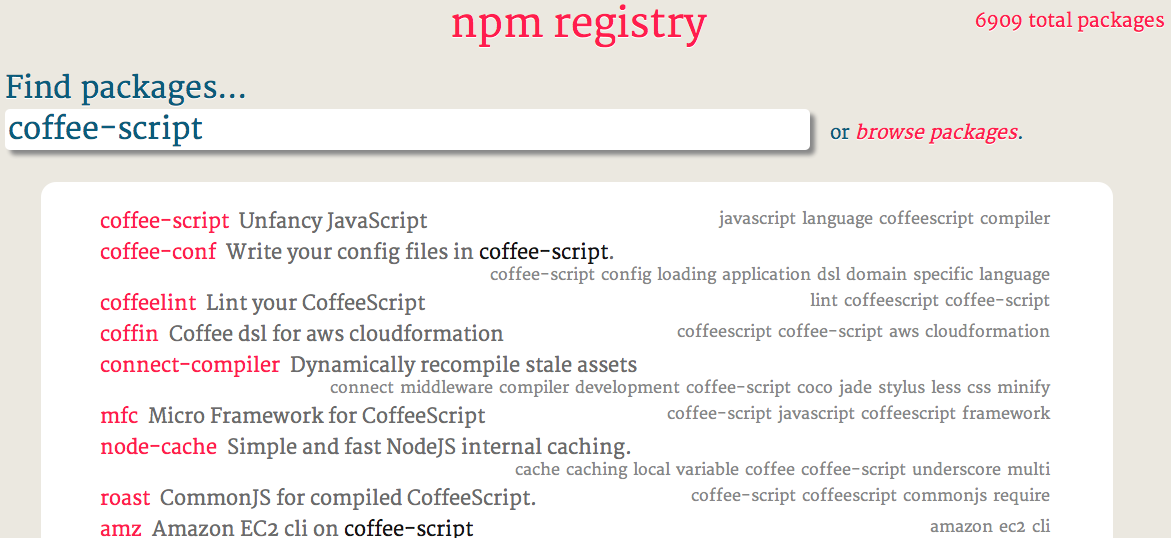 npm registry
6909 total packages
Find packages...
coffee-script
or browse packages.
coffee-script Unfancy JavaScript javascript language coffeescript compiler
coffee-conf Write your config files in coffee-script.
coffee-script config loading application dsl domain specific language
coffeelint Lint your CoffeeScript lint coffeescript coffee-script
coffin Coffee dsl for aws cloudformation coffeescript coffee-script aws cloudformation
connect-compiler Dynamically recompile stale assets
connect middleware compiler development coffee-script coco jade stylus less css minify
mfc Micro Framework for CoffeeScript coffee-script javascript coffeescript framework
node-cache Simple and fast NodeJS internal caching.
cache caching local variable coffee coffee-script underscore multi
roast CommonJS for compiled CoffeeScript. coffee-script coffeescript commonjs require
amz Amazon EC2 cli on coffee-script amazon ec2 cli